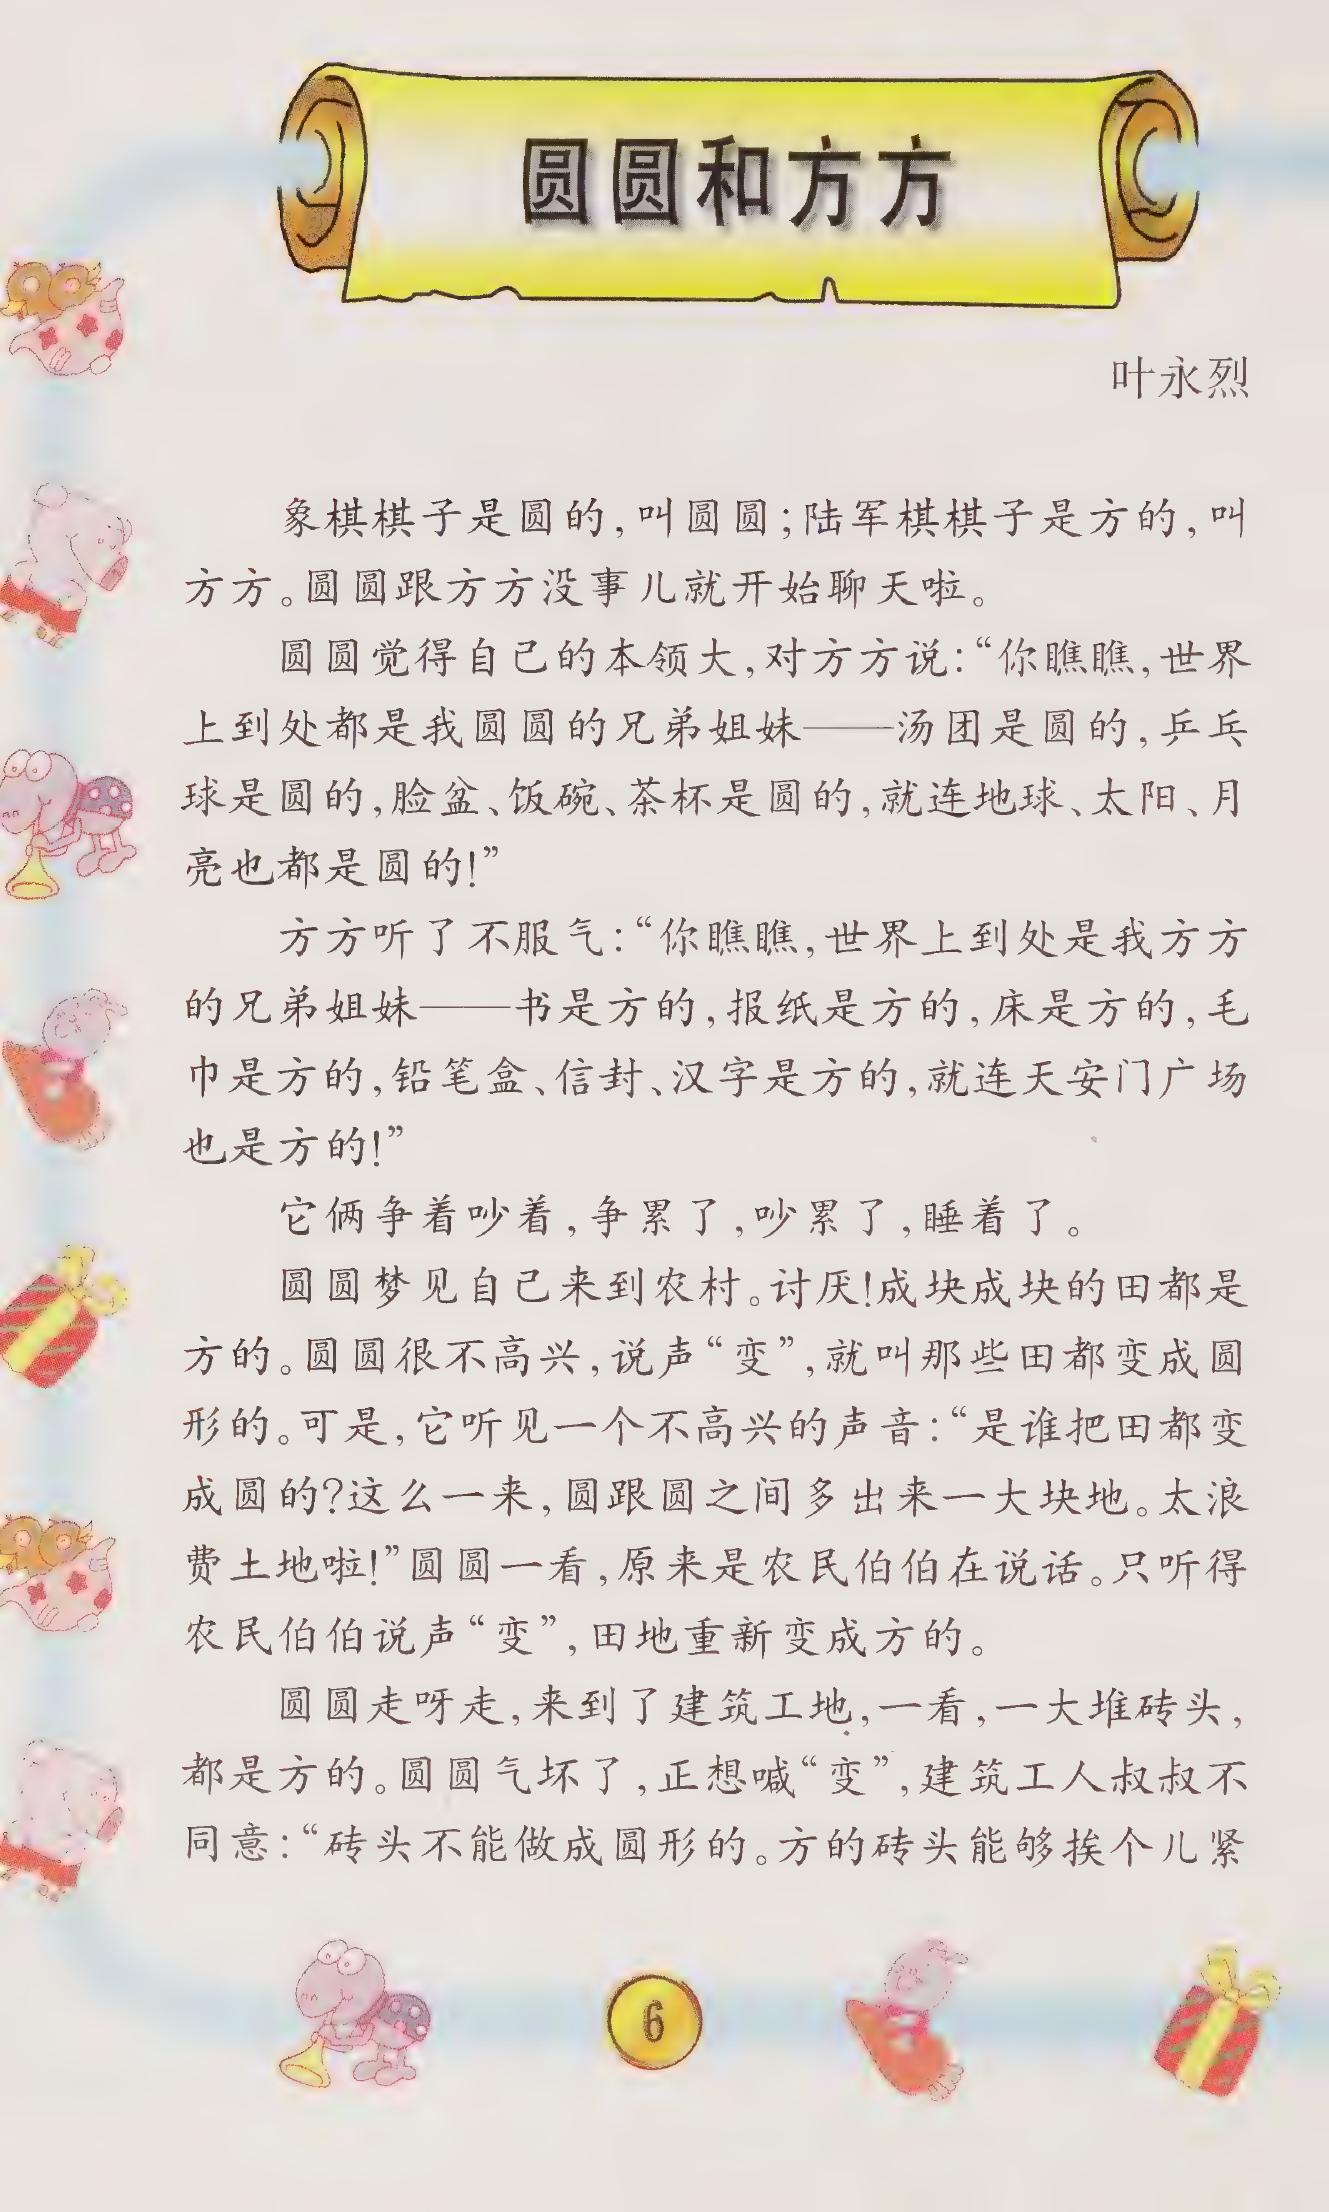 圆圆和方方
叶永烈
象棋棋子是圆的,叫圆圆;陆军棋棋子是方的,叫
方方。圆圆跟方方没事儿就开始聊天啦。
圆圆觉得自己的本领大,对方方说:“你瞧瞧,世界
上到处都是我圆圆的兄弟姐妹——汤团是圆的,乒乓
球是圆的,脸盆、饭碗、茶杯是圆的,就连地球、太阳、月
亮也都是圆的!”
方方听了不服气:“你瞧瞧,世界上到处是我方方
的兄弟姐妹——书是方的,报纸是方的,床是方的,毛
巾是方的,铅笔盒、信封、汉字是方的,就连天安门广场
也是方的!”
它俩争着吵着,争累了,吵累了,睡着了。
圆圆梦见自己来到农村。讨厌!成块成块的田都是
方的。圆圆很不高兴,说声“变”,就叫那些田都变成圆
形的。可是,它听见一个不高兴的声音:“是谁把田都变
成圆的?这么一来,圆跟圆之间多出来一大块地。太浪
费土地啦!”圆圆一看,原来是农民伯伯在说话。只听得
农民伯伯说声“变”,田地重新变成方的。
圆圆走呀走,来到了建筑工地,一看,一大堆砖头,
都是方的。圆圆气坏了,正想喊“变”,建筑工人叔叔不
同意:“砖头不能做成圆形的。方的砖头能够挨个儿紧
6